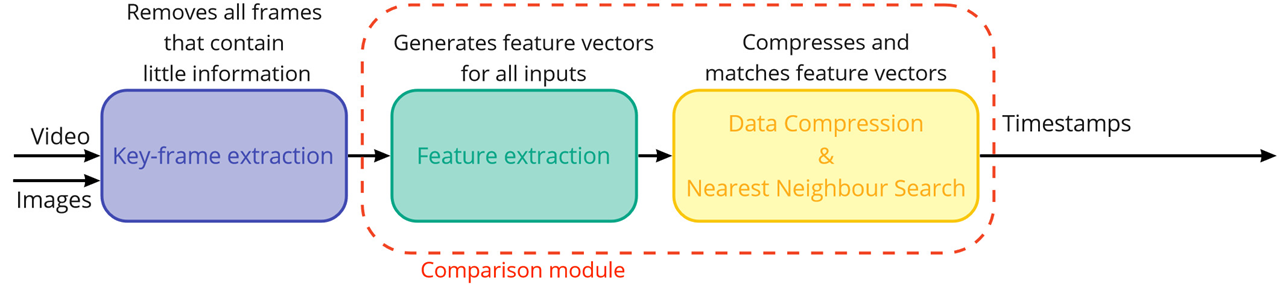 Removes all frames
that contain
little information
Generates feature vectors
for all inputs
Compresses and
matches feature vectors
Video
Images
Key-frame extraction
Feature extraction
Data Compression
&
Nearest Neighbour Search
Timestamps
Comparison module